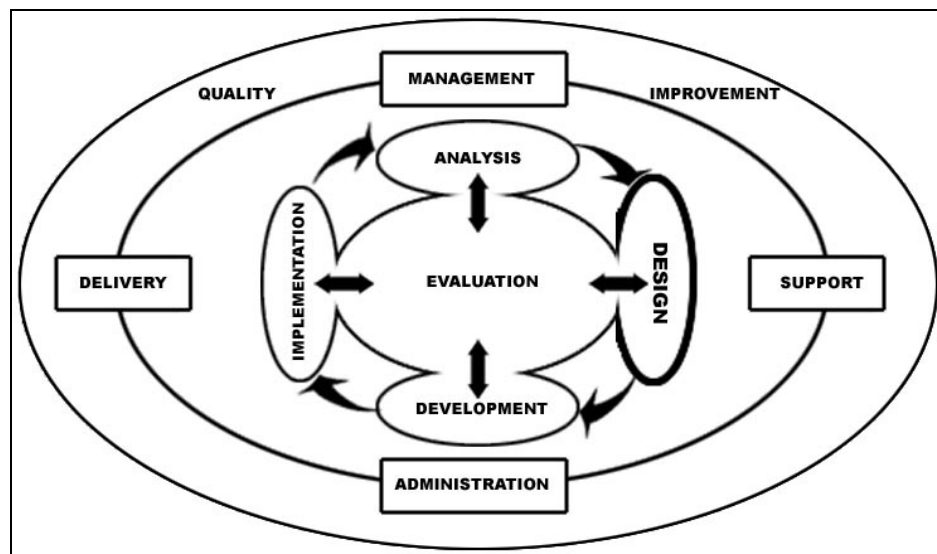 MANAGEMENT
QUALITY
IMPROVEMENT
ANALYSIS
IMPLEMENTATION
DESIGN
DELIVERY
EVALUATION
SUPPORT
DEVELOPMENT
ADMINISTRATION